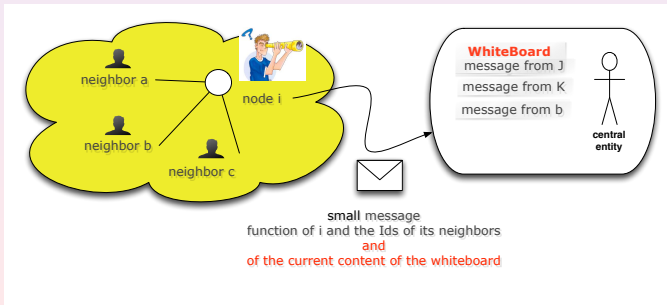 neighbor a
node i
neighbor b
neighbor c
WhiteBoard
message from J
message from K
message from b
central
entity
small message
function of i and the Ids of its neighbors
and
of the current content of the whiteboard